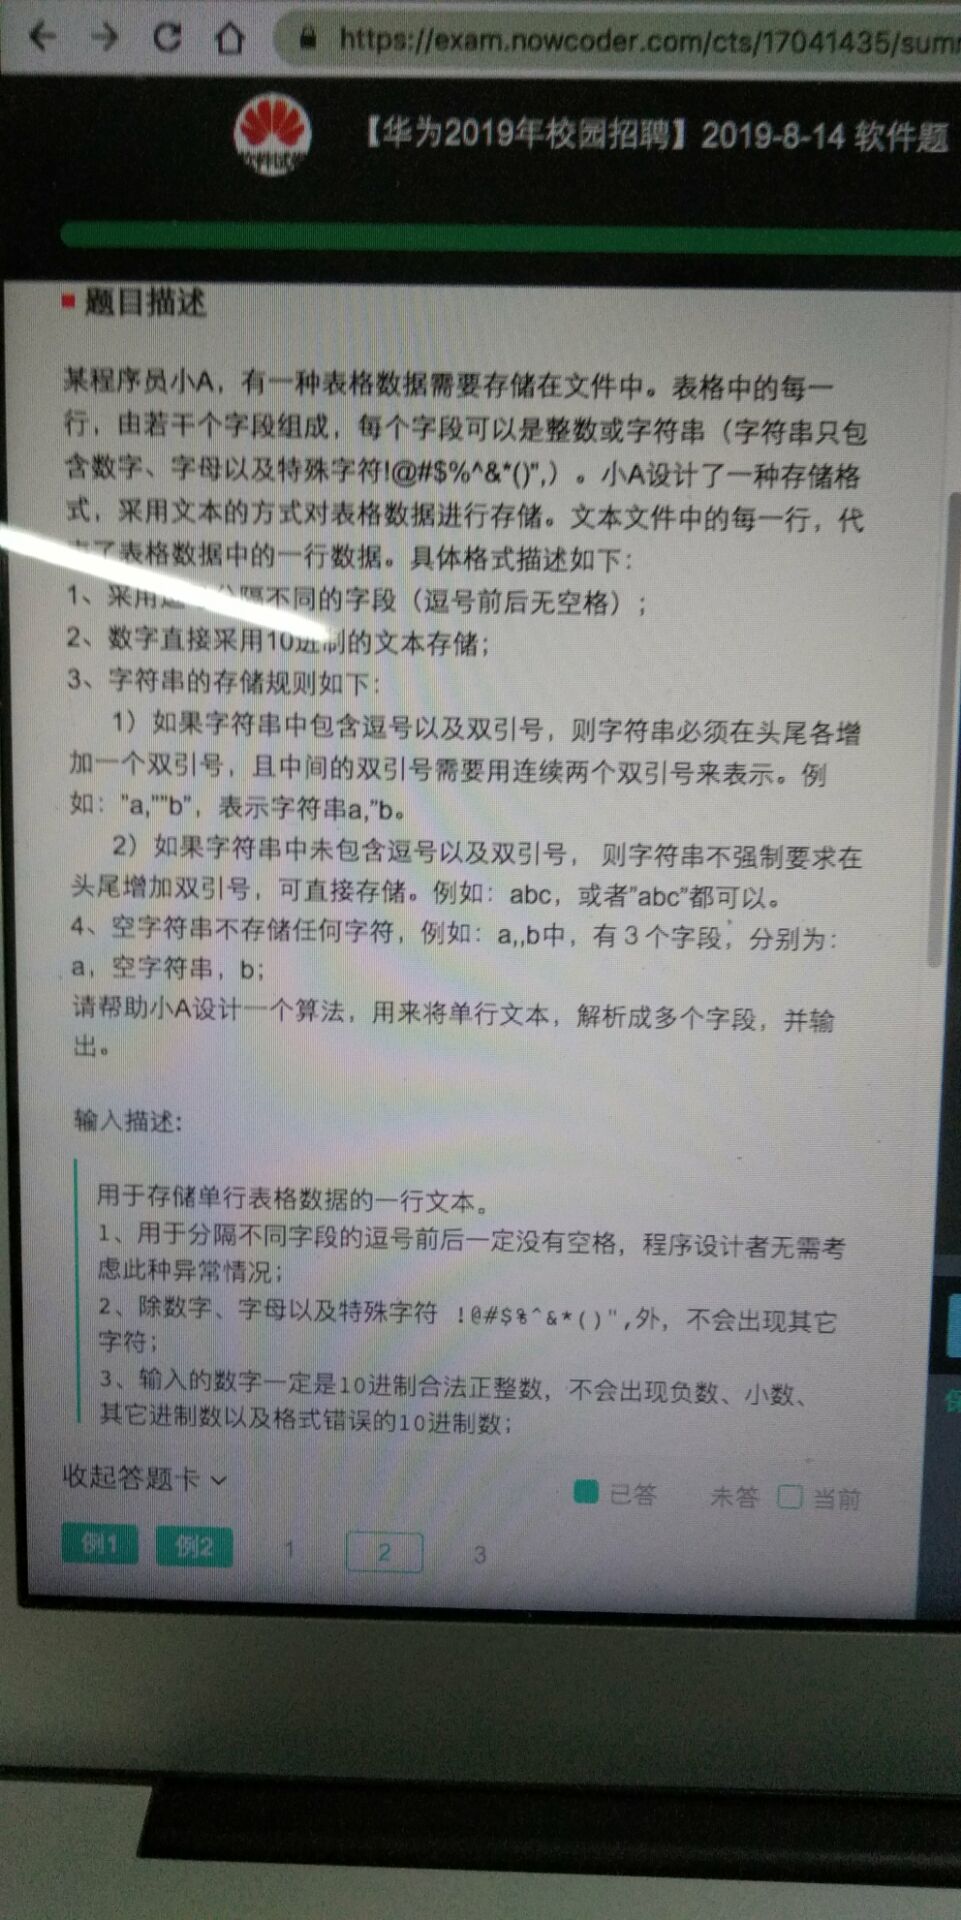 https://exam.nowcoder.com/cts/17041435/sum
【华为2019年校园招聘】2019-8-14 软件题
题目描述
某程序员小A，有一种表格数据需要存储在文件中。表格中的每一
行，由若干个字段组成，每个字段可以是整数或字符串（字符串只包
含数字、字母以及特殊字符!@#$%^&*()",）。小A设计了一种存储格
式，采用文本的方式对表格数据进行存储。文本文件中的每一行，代
了表格数据中的一行数据。具体格式描述如下：
1、采用 分隔不同的字段（逗号前后无空格）；
2、数字直接采用10进制的文本存储；
3、字符串的存储规则如下：
1）如果字符串中包含逗号以及双引号，则字符串必须在头尾各增
加一个双引号，且中间的双引号需要用连续两个双引号来表示。例
如："a,""b"，表示字符串a,"b。
2）如果字符串中未包含逗号以及双引号， 则字符串不强制要求在
头尾增加双引号，可直接存储。例如：abc，或者"abc"都可以。
4、空字符串不存储任何字符，例如：a,,b中，有３个字段，分别为：
a，空字符串，b；
请帮助小A设计一个算法，用来将单行文本，解析成多个字段，并输
出。
输入描述:
用于存储单行表格数据的一行文本。
1、用于分隔不同字段的逗号前后一定没有空格，程序设计者无需考
虑此种异常情况；
2、除数字、字母以及特殊字符 !@#$%^&*()",外，不会出现其它
字符；
3、输入的数字一定是10进制合法正整数，不会出现负数、小数、
其它进制数以及格式错误的10进制数；
收起答题卡
已答 未答 当前
例1 例2 1 2 3